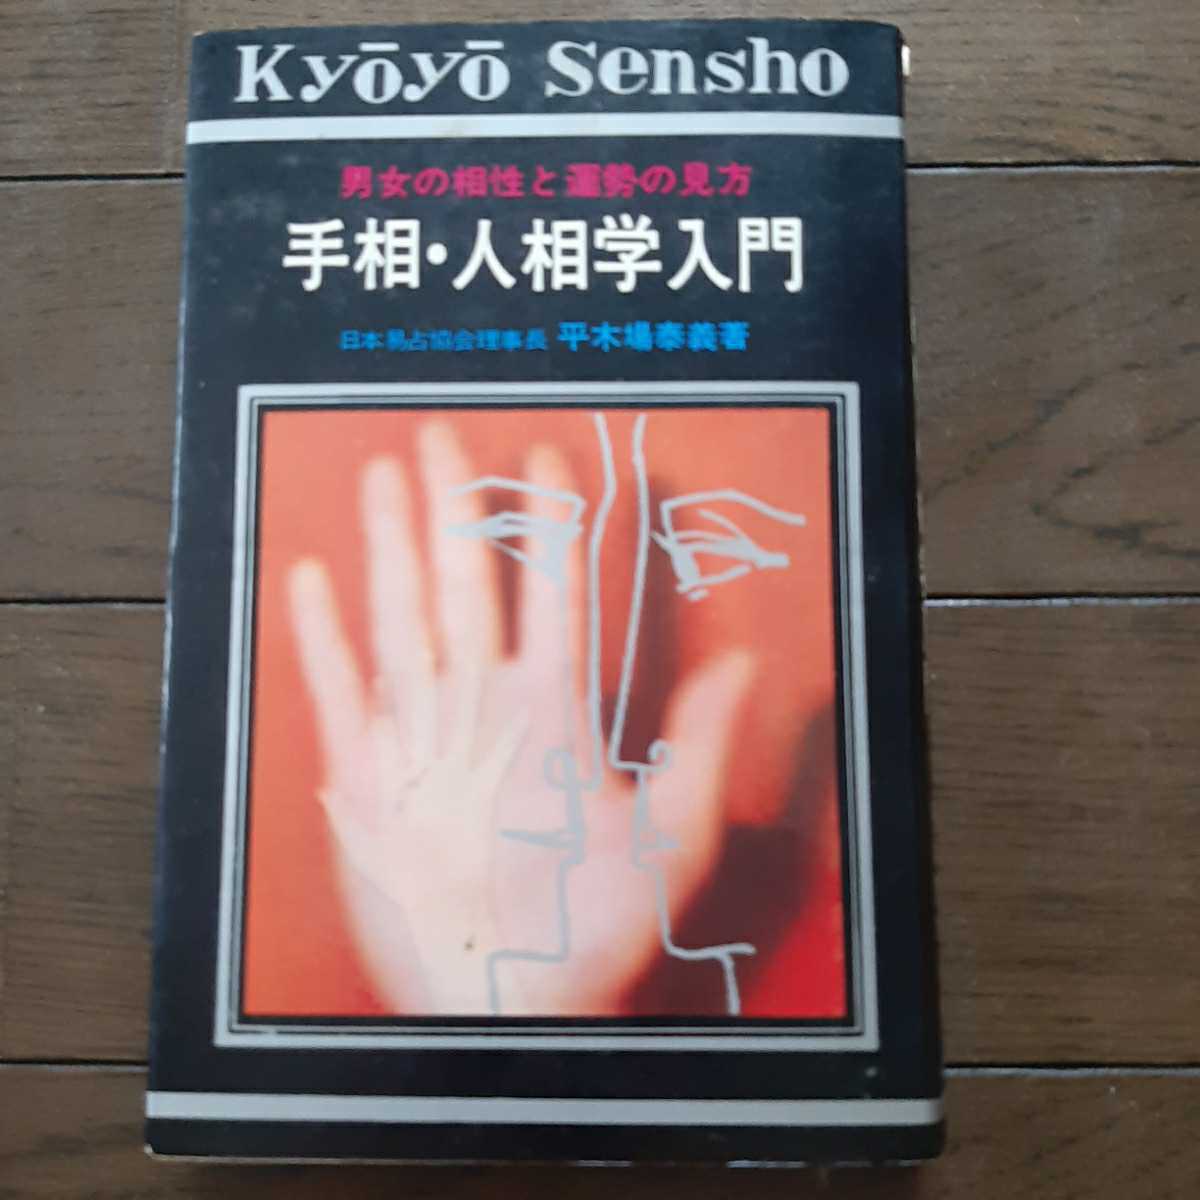 Kyōyō Sensho
男女の相性と運勢の見方
手相・人相学入門
日本易占協会理事長 平木場泰義著